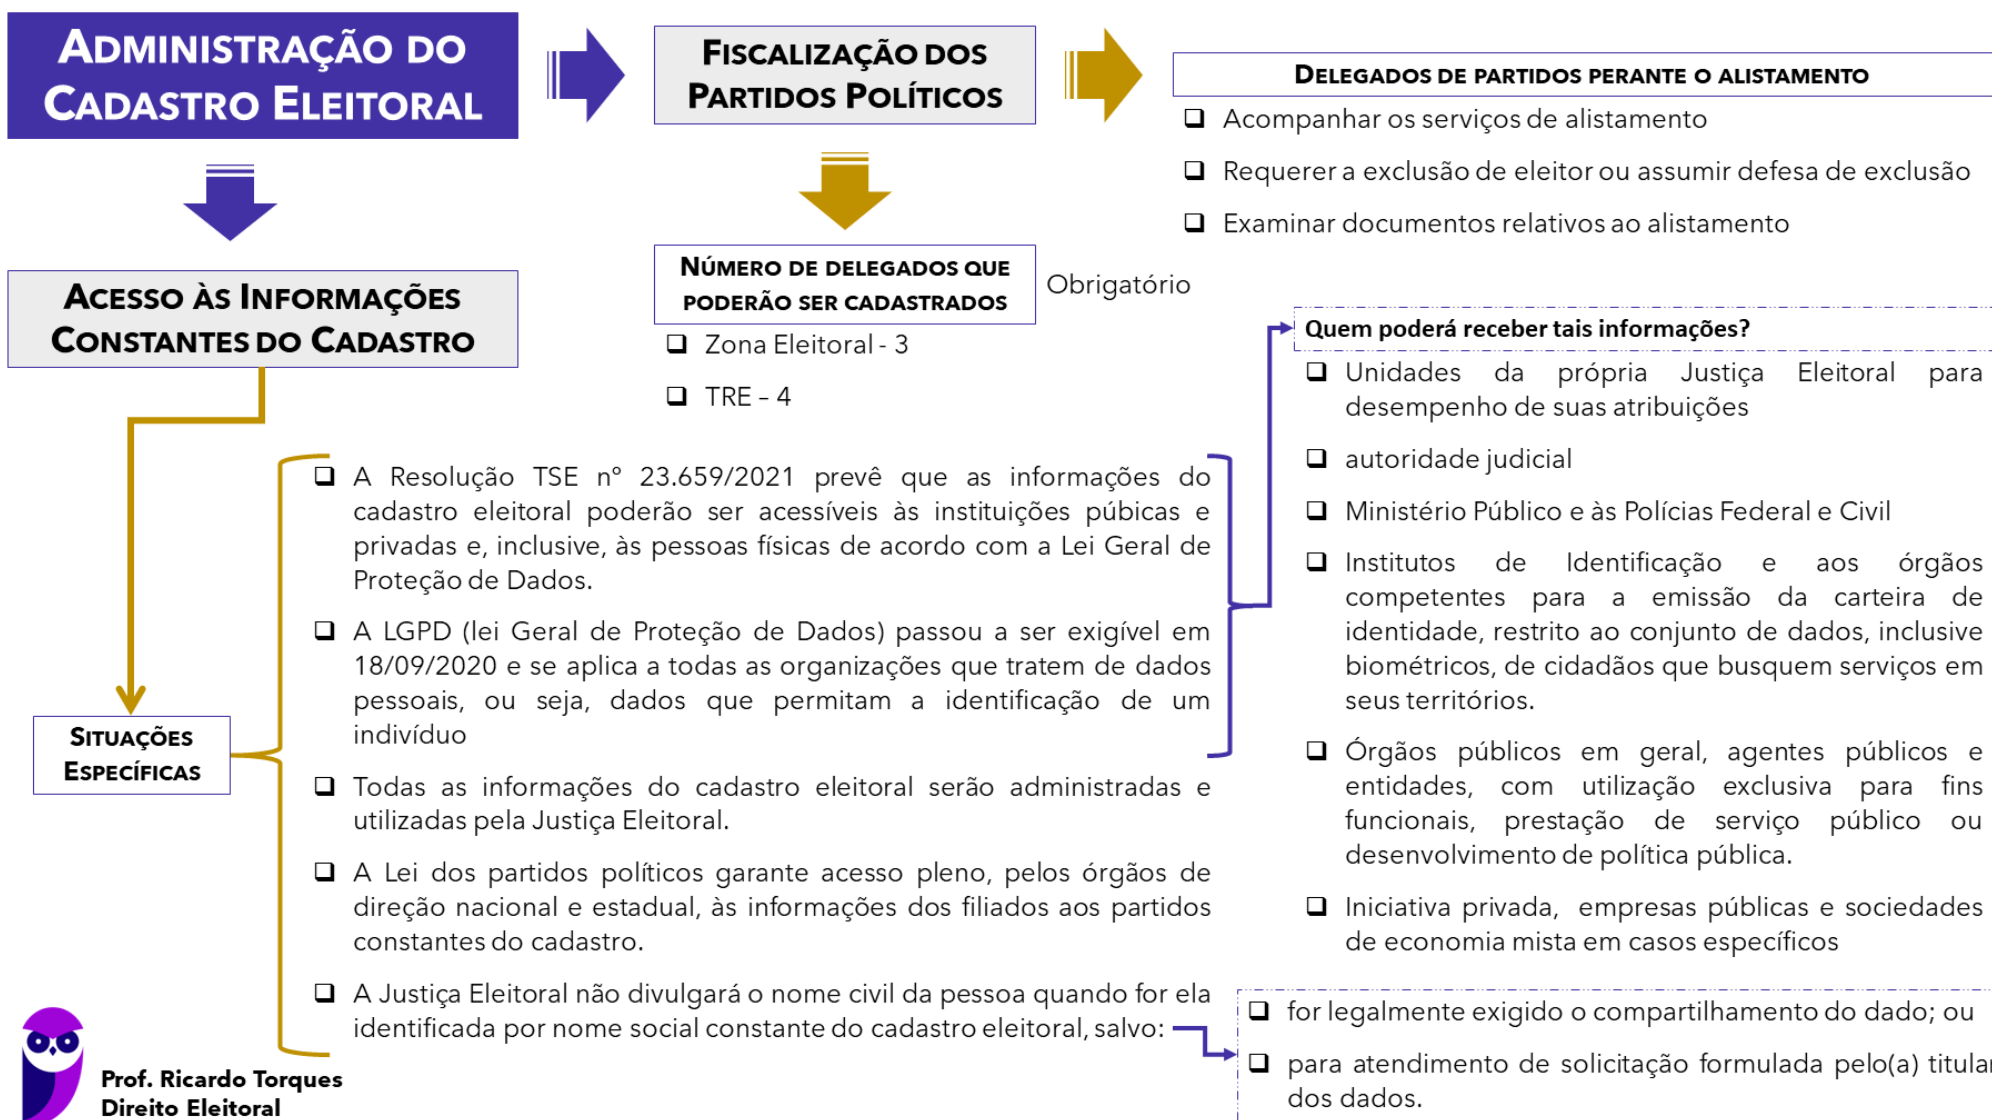 ADMINISTRAÇÃO DO
CADASTRO ELEITORAL
FISCALIZAÇÃO DOS
PARTIDOS POLÍTICOS
DELEGADOS DE PARTIDOS PERANTE O ALISTAMENTO
Acompanhar os serviços de alistamento
Requerer a exclusão de eleitor ou assumir defesa de exclusão
Examinar documentos relativos ao alistamento
NÚMERO DE DELEGADOS QUE
PODERÃO SER CADASTRADOS
Obrigatório
Zona Eleitoral - 3
TRE – 4
ACESSO ÀS INFORMAÇÕES
CONSTANTES DO CADASTRO
SITUAÇÕES
ESPECÍFICAS
A Resolução TSE nº 23.659/2021 prevê que as informações do
cadastro eleitoral poderão ser acessíveis às instituições púbicas e
privadas e, inclusive, às pessoas físicas de acordo com a Lei Geral de
Proteção de Dados.
A LGPD (lei Geral de Proteção de Dados) passou a ser exigível em
18/09/2020 e se aplica a todas as organizações que tratem de dados
pessoais, ou seja, dados que permitam a identificação de um
indivíduo
Todas as informações do cadastro eleitoral serão administradas e
utilizadas pela Justiça Eleitoral.
A Lei dos partidos políticos garante acesso pleno, pelos órgãos de
direção nacional e estadual, às informações dos filiados aos partidos
constantes do cadastro.
A Justiça Eleitoral não divulgará o nome civil da pessoa quando for ela
identificada por nome social constante do cadastro eleitoral, salvo:
Quem poderá receber tais informações?
Unidades da própria Justiça Eleitoral para
desempenho de suas atribuições
autoridade judicial
Ministério Público e às Polícias Federal e Civil
Institutos de Identificação e aos órgãos
competentes para a emissão da carteira de
identidade, restrito ao conjunto de dados, inclusive
biométricos, de cidadãos que busquem serviços em
seus territórios.
Órgãos públicos em geral, agentes públicos e
entidades, com utilização exclusiva para fins
funcionais, prestação de serviço público ou
desenvolvimento de política pública.
Iniciativa privada, empresas públicas e sociedades
de economia mista em casos específicos
for legalmente exigido o compartilhamento do dado; ou
para atendimento de solicitação formulada pelo(a) titular
dos dados.
Prof. Ricardo Torques
Direito Eleitoral